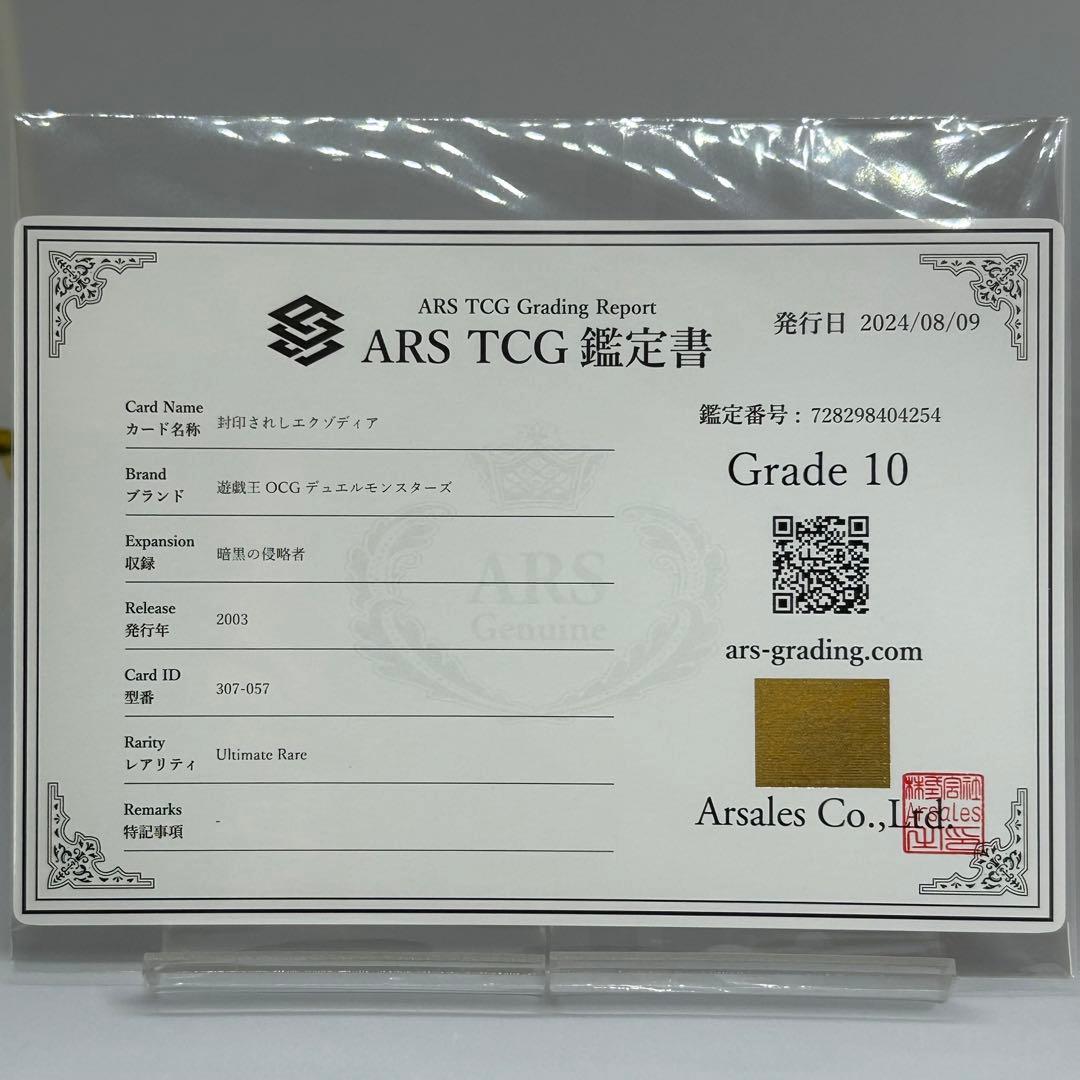 ARS TCG Grading Report
ARS TCG 鑑定書
発行日 2024/08/09
Card Name
カード名称 封印されしエクゾディア
鑑定番号 : 728298404254
Grade 10
Brand
ブランド 遊戯王 OCG デュエルモンスターズ
Expansion
収録 暗黒の侵略者
ARS
Genuine
Release
発行年 2003
ars-grading.com
Card ID
型番 307-057
Rarity
レアリティ Ultimate Rare
Remarks
特記事項 -
Arsales Co.,Ltd.
株式会社
Arsales